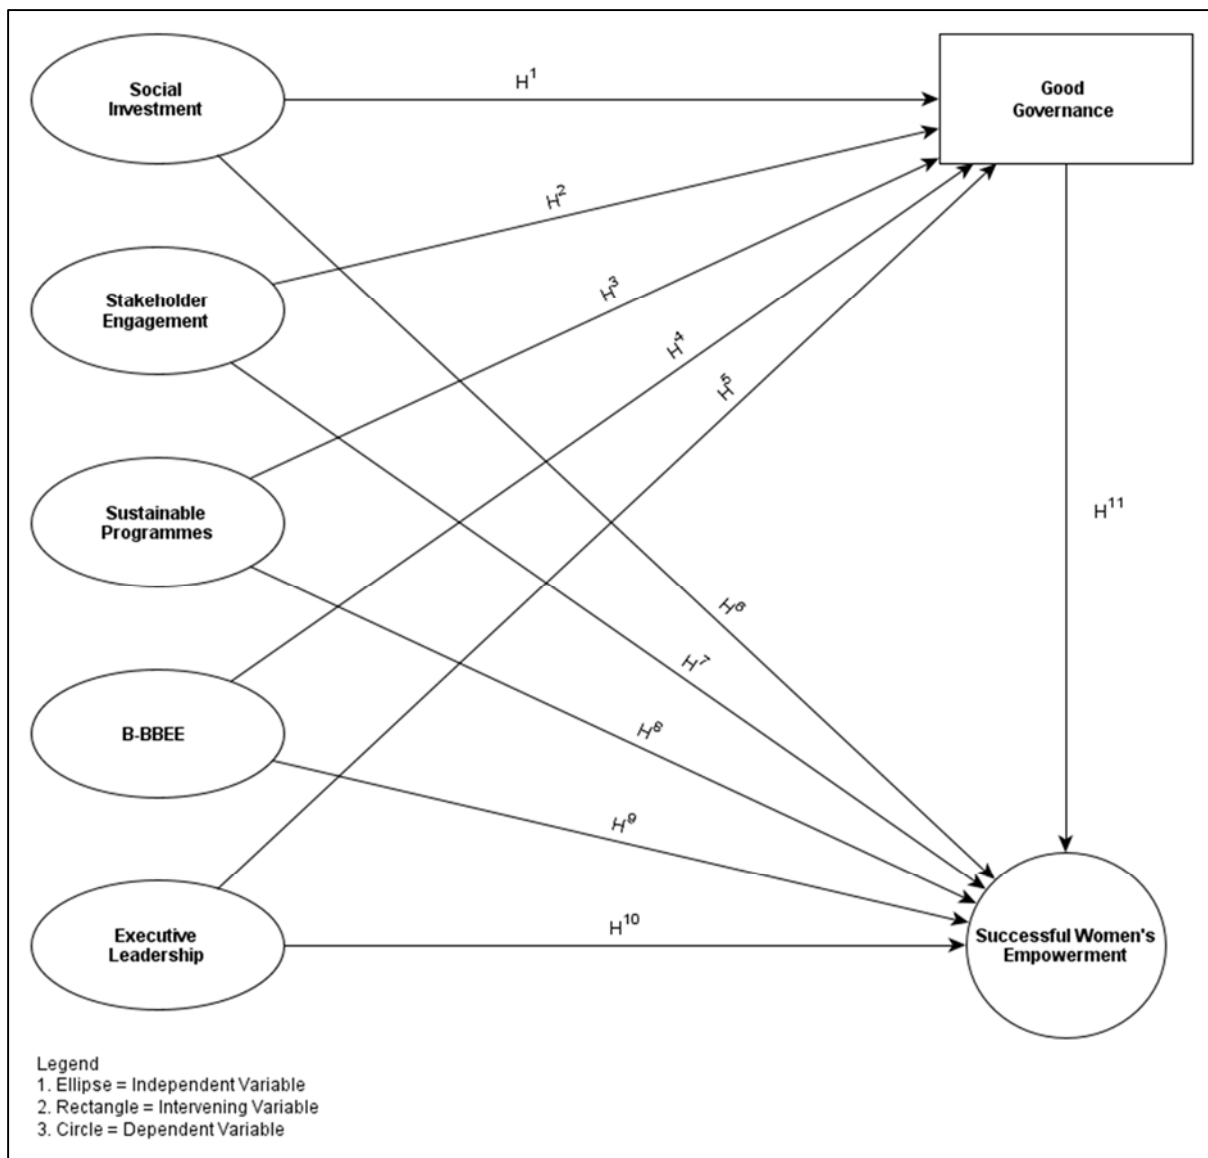 Social
Investment
H1
Good
Governance
H2
Stakeholder
Engagement
H3
H4
H5
Sustainable
Programmes
H11
H6
H7
B-BBEE
H8
H9
Executive
Leadership
H10
Successful Women's
Empowerment
Legend
1. Ellipse = Independent Variable
2. Rectangle = Intervening Variable
3. Circle = Dependent Variable